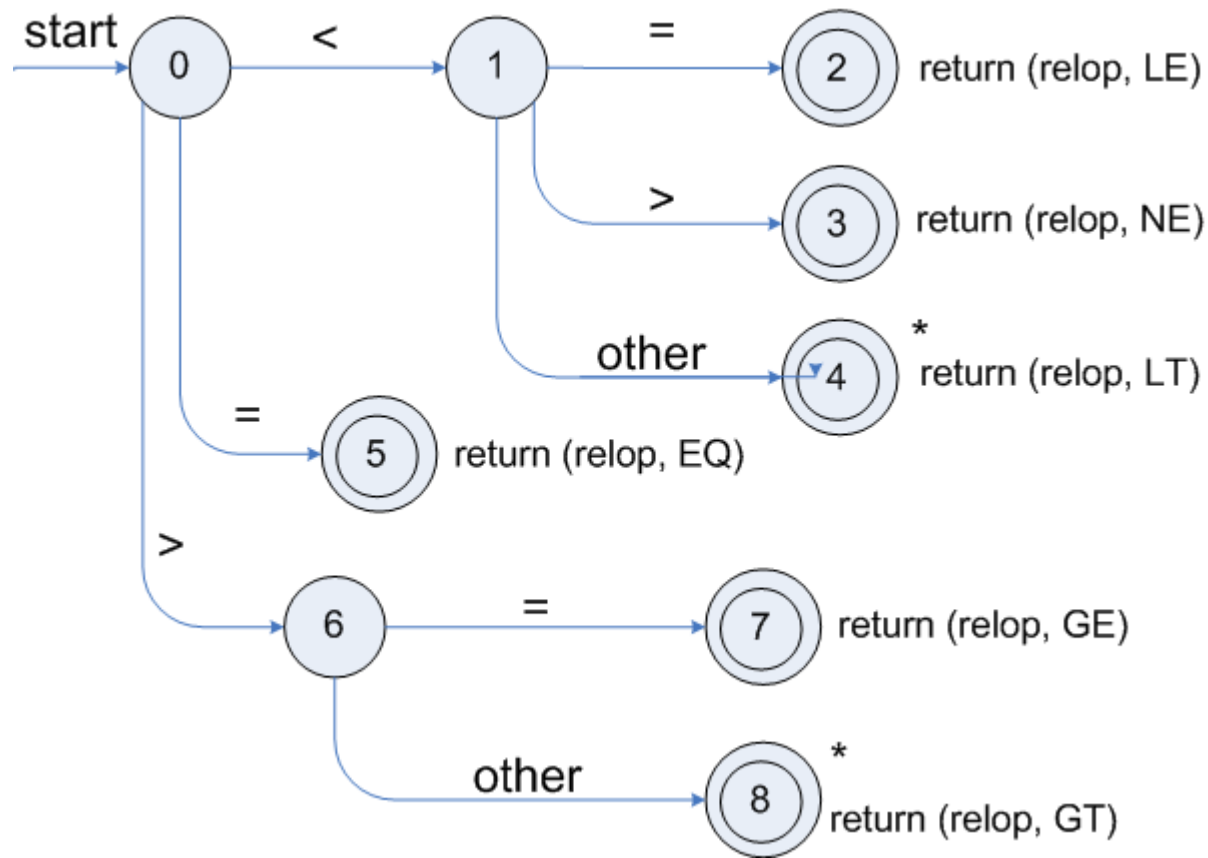 start
0
<
1
=
2
return (relop, LE)
>
3
return (relop, NE)
other
4
*
return (relop, LT)
=
5
return (relop, EQ)
>
6
=
7
return (relop, GE)
other
8
*
return (relop, GT)